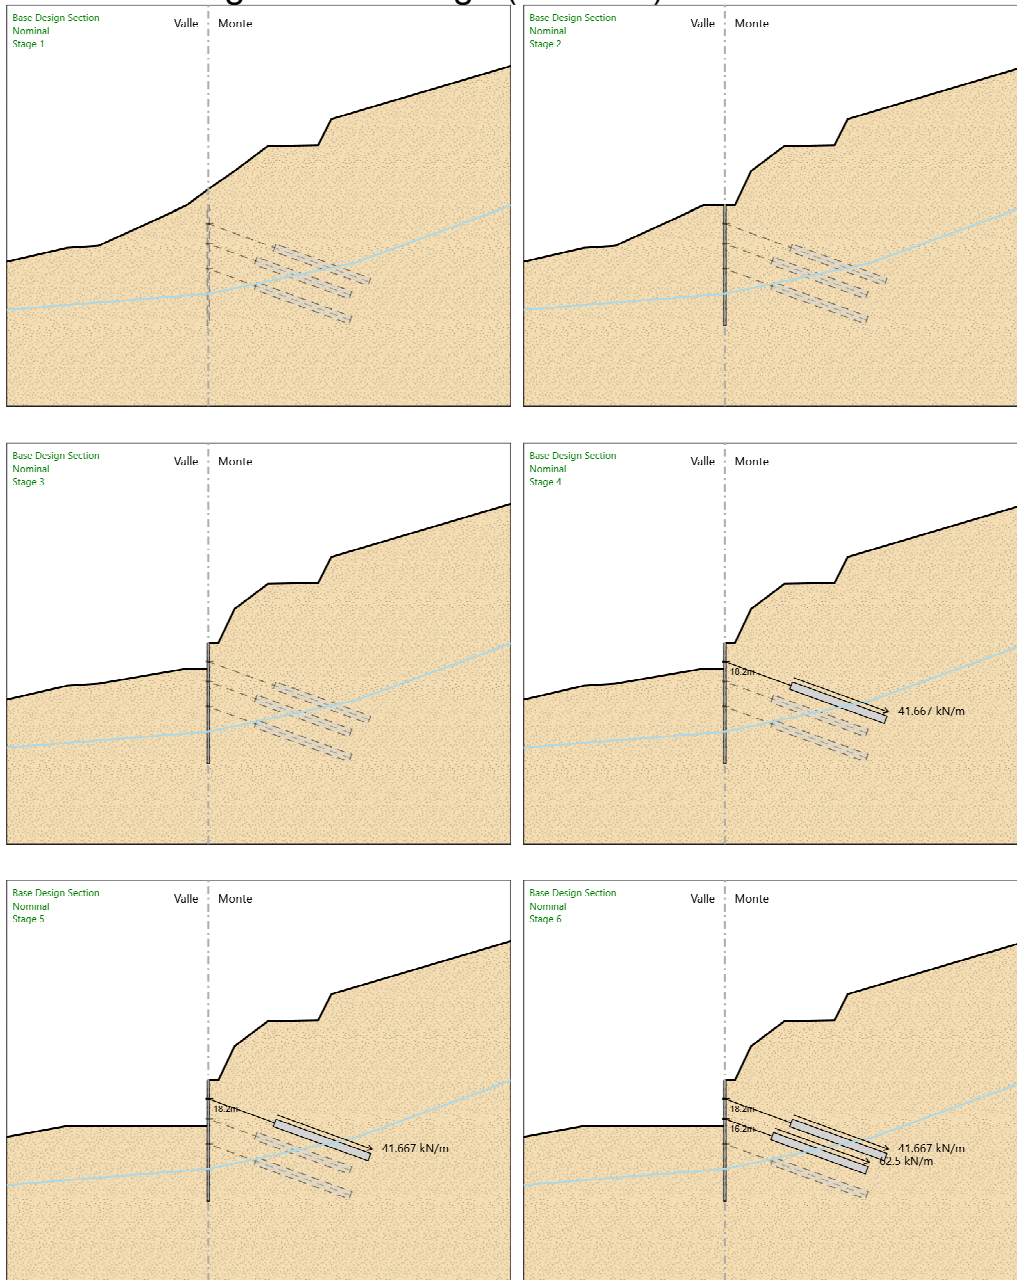 Base Design Section
Nominal
Stage 1
Valle Monte
Base Design Section
Nominal
Stage 2
Valle Monte
Base Design Section
Nominal
Stage 3
Valle Monte
Base Design Section
Nominal
Stage 4
Valle Monte
18.2m
41.667 kN/m
Base Design Section
Nominal
Stage 5
Valle Monte
18.2m
41.667 kN/m
Base Design Section
Nominal
Stage 6
Valle Monte
18.2m
16.2m
41.667 kN/m
62.5 kN/m